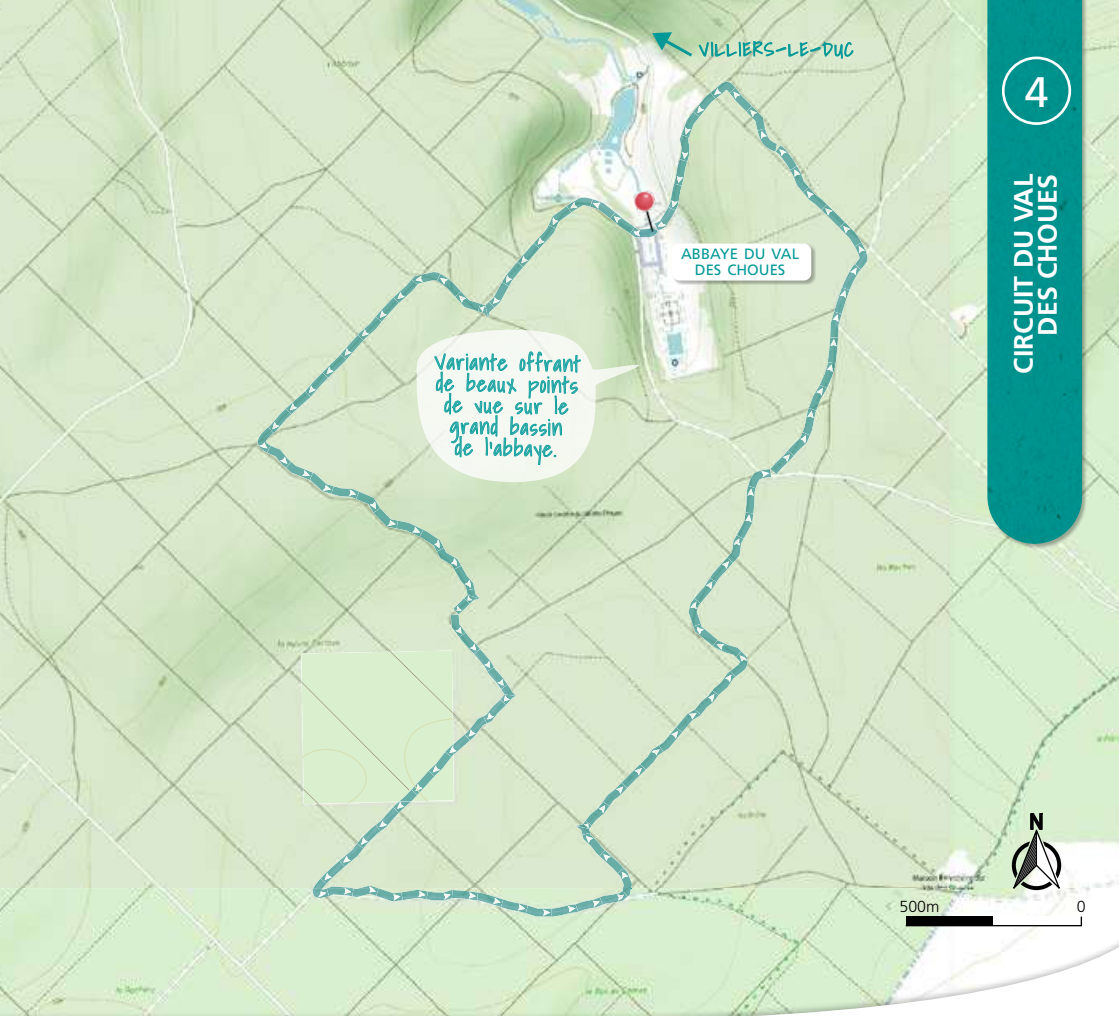 VILLIERS-LE-DUC
4
CIRCUIT DU VAL
DES CHOUES
ABBAYE DU VAL
DES CHOUES
Variante offrant
de beaux points
de vue sur le
grand bassin
de l'abbaye.
N
500m
0